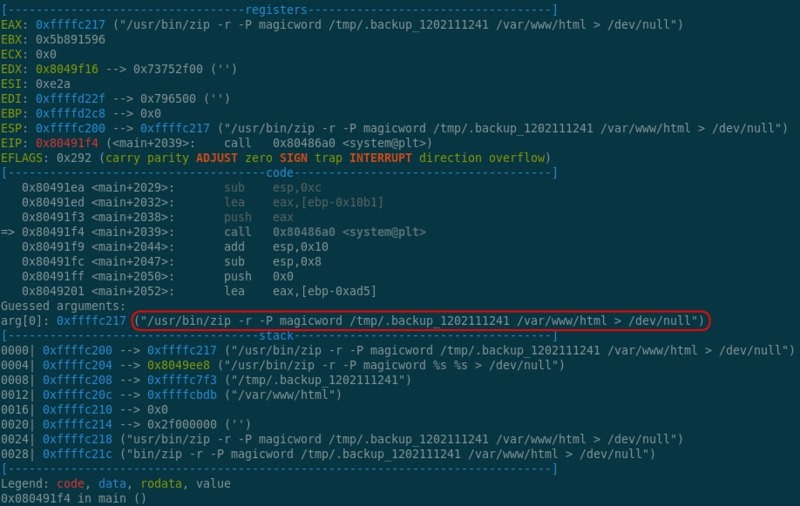 [----------------------------------registers-----------------------------------]
EAX: 0xffffc217 ("/usr/bin/zip -r -P magicword /tmp/.backup_1202111241 /var/www/html > /dev/null")
EBX: 0x5b891596
ECX: 0x0
EDX: 0x8049f16 --> 0x73752f00 ('')
ESI: 0xe2a
EDI: 0xffffd22f --> 0x796500 ('')
EBP: 0xffffd2c8 --> 0x0
ESP: 0xffffc200 --> 0xffffc217 ("/usr/bin/zip -r -P magicword /tmp/.backup_1202111241 /var/www/html > /dev/null")
EIP: 0x80491f4 (<main+2039>: call 0x80486a0 <system@plt>)
EFLAGS: 0x292 (carry parity ADJUST zero SIGN trap INTERRUPT direction overflow)
[-------------------------------------code-------------------------------------]
0x80491ea <main+2029>: sub esp,0xc
0x80491ed <main+2032>: lea eax,[ebp-0x10b1]
0x80491f3 <main+2038>: push eax
=> 0x80491f4 <main+2039>: call 0x80486a0 <system@plt>
0x80491f9 <main+2044>: add esp,0x10
0x80491fc <main+2047>: sub esp,0x8
0x80491ff <main+2050>: push 0x0
0x8049201 <main+2052>: lea eax,[ebp-0xad5]
Guessed arguments:
arg[0]: 0xffffc217 ("/usr/bin/zip -r -P magicword /tmp/.backup_1202111241 /var/www/html > /dev/null")
[------------------------------------stack-------------------------------------]
0000| 0xffffc200 --> 0xffffc217 ("/usr/bin/zip -r -P magicword /tmp/.backup_1202111241 /var/www/html > /dev/null")
0004| 0xffffc204 --> 0x8049ee8 ("/usr/bin/zip -r -P magicword %s %s > /dev/null")
0008| 0xffffc208 --> 0xffffc7f3 ("/tmp/.backup_1202111241")
0012| 0xffffc20c --> 0xffffcbdb ("/var/www/html")
0016| 0xffffc210 --> 0x0
0020| 0xffffc214 --> 0x2f000000 ('')
0024| 0xffffc218 ("usr/bin/zip -r -P magicword /tmp/.backup_1202111241 /var/www/html > /dev/null")
0028| 0xffffc21c ("bin/zip -r -P magicword /tmp/.backup_1202111241 /var/www/html > /dev/null")
[------------------------------------------------------------------------------]
Legend: code, data, rodata, value
0x080491f4 in main ()